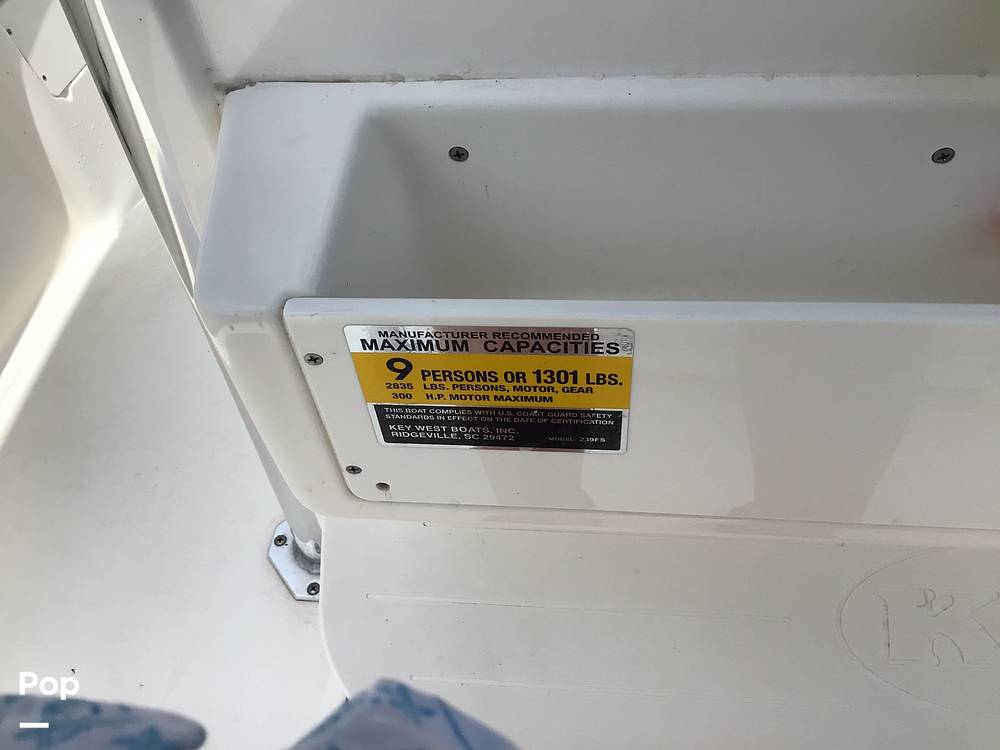 MANUFACTURER RECOMMENDED
MAXIMUM CAPACITIES
9 PERSONS OR 1301 LBS.
2835 LBS. PERSONS, MOTOR, GEAR
300 H.P. MOTOR MAXIMUM
THIS BOAT COMPLIES WITH U.S. COAST GUARD SAFETY
STANDARDS IN EFFECT ON THE DATE OF CERTIFICATION
KEY WEST BOATS, INC.
RIDGEVILLE, SC 29472 MODEL: 239FS
K
Pop